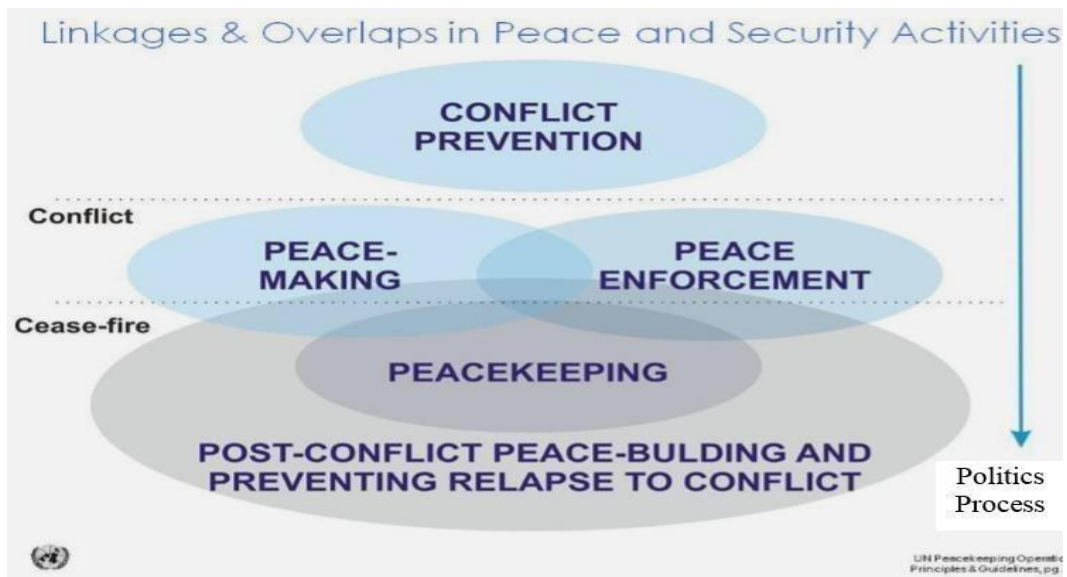 Linkages & Overlaps in Peace and Security Activities
CONFLICT
PREVENTION
Conflict
PEACE-
MAKING
PEACE
ENFORCEMENT
Cease-fire
PEACEKEEPING
POST-CONFLICT PEACE-BULDING AND
PREVENTING RELAPSE TO CONFLICT
Politics
Process
UN Peacekeeping Operatio
Principles & Guidelines, pg.